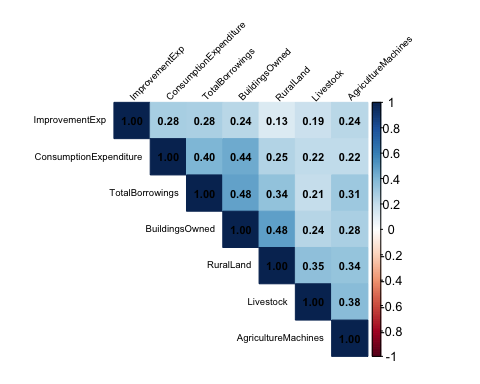 ImprovementExp
ConsumptionExpenditure
TotalBorrowings
BuildingsOwned
RuralLand
Livestock
AgricultureMachines
ImprovementExp 1.00 0.28 0.28 0.24 0.13 0.19 0.24
ConsumptionExpenditure 1.00 0.40 0.44 0.25 0.22 0.22
TotalBorrowings 1.00 0.48 0.34 0.21 0.31
BuildingsOwned 1.00 0.48 0.24 0.28
RuralLand 1.00 0.35 0.34
Livestock 1.00 0.38
AgricultureMachines 1.00
1
0.8
0.6
0.4
0.2
0
-0.2
-0.4
-0.6
-0.8
-1